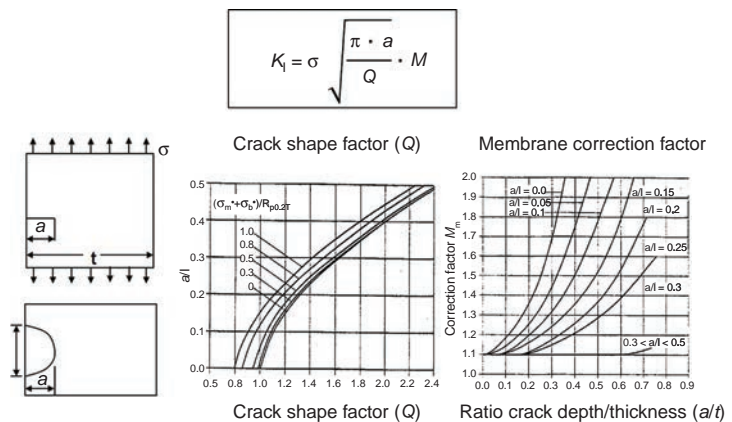 K_I = σ √(π · a / Q) · M
Crack shape factor (Q)
Membrane correction factor
σ
a
t
a
(σ_m*+σ_b*)/R_p0.2T
1.0
0.8
0.5
0.3
0
a/l
0.5
0.4
0.3
0.2
0.1
0.0
0.5 0.6 0.8 1.0 1.2 1.4 1.6 1.8 2.0 2.2 2.4
Crack shape factor (Q)
Correction factor M_m
2.0
1.9
1.8
1.7
1.6
1.5
1.4
1.3
1.2
1.1
1.0
a/l = 0.0
a/l = 0.05
a/l = 0.1
a/l = 0.15
a/l = 0.2
a/l = 0.25
a/l = 0.3
0.3 < a/l < 0.5
0.0 0.1 0.2 0.3 0.4 0.5 0.6 0.7 0.8 0.9
Ratio crack depth/thickness (a/t)